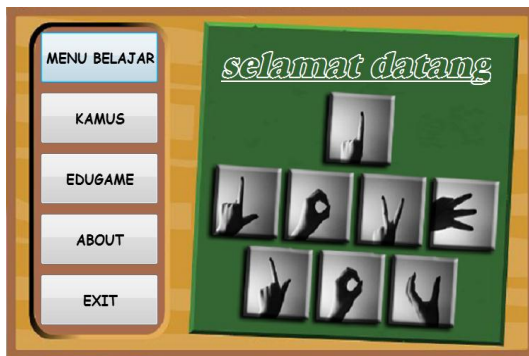 MENU BELAJAR
KAMUS
EDUGAME
ABOUT
EXIT
selamat datang